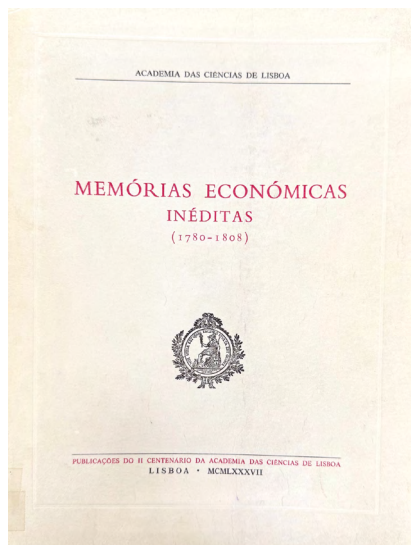 ACADEMIA DAS CIÊNCIAS DE LISBOA
MEMÓRIAS ECONÓMICAS
INÉDITAS
(1780-1808)
PUBLICAÇÕES DO II CENTENÁRIO DA ACADEMIA DAS CIÊNCIAS DE LISBOA
LISBOA • MCMLXXXVII